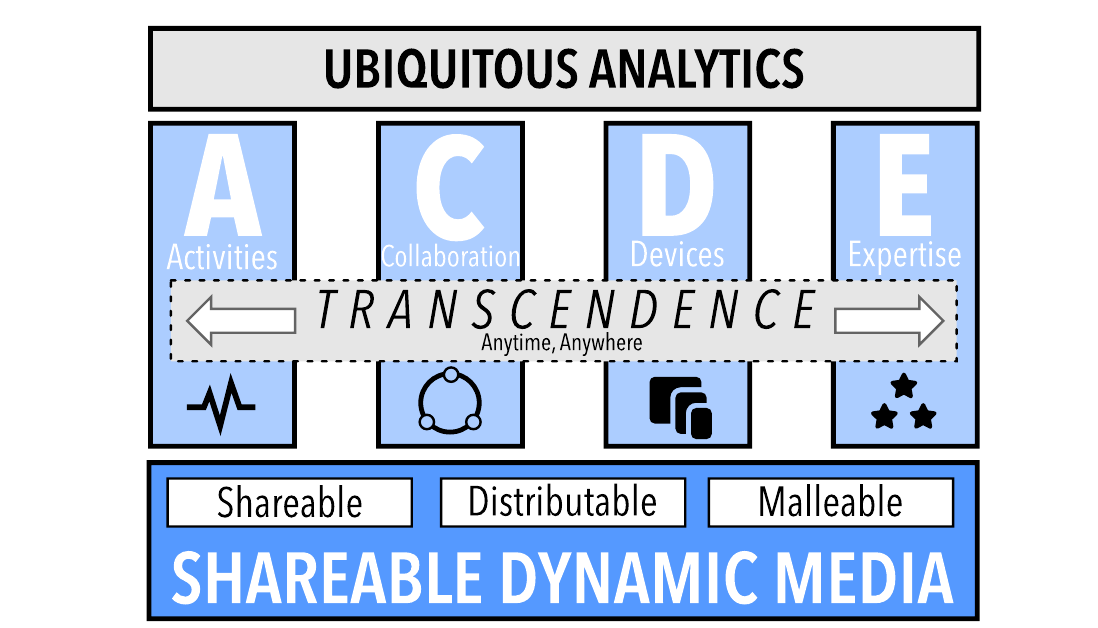 UBIQUITOUS ANALYTICS
A C D E
Activities Collaboration Devices Expertise
TRANSCENDENCE
Anytime, Anywhere
Shareable Distributable Malleable
SHAREABLE DYNAMIC MEDIA